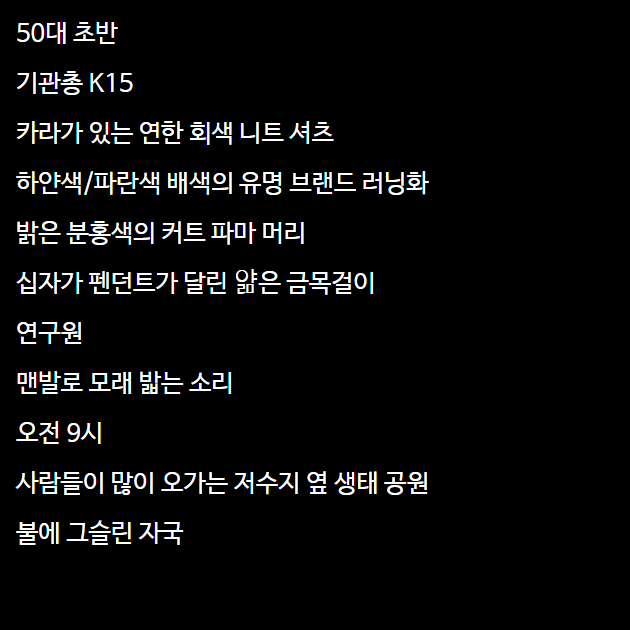 50대 초반
기관총 K15
카라가 있는 연한 회색 니트 셔츠
하얀색/파란색 배색의 유명 브랜드 러닝화
밝은 분홍색의 커트 파마 머리
십자가 펜던트가 달린 얆은 금목걸이
연구원
맨발로 모래 밟는 소리
오전 9시
사람들이 많이 오가는 저수지 옆 생태 공원
불에 그슬린 자국